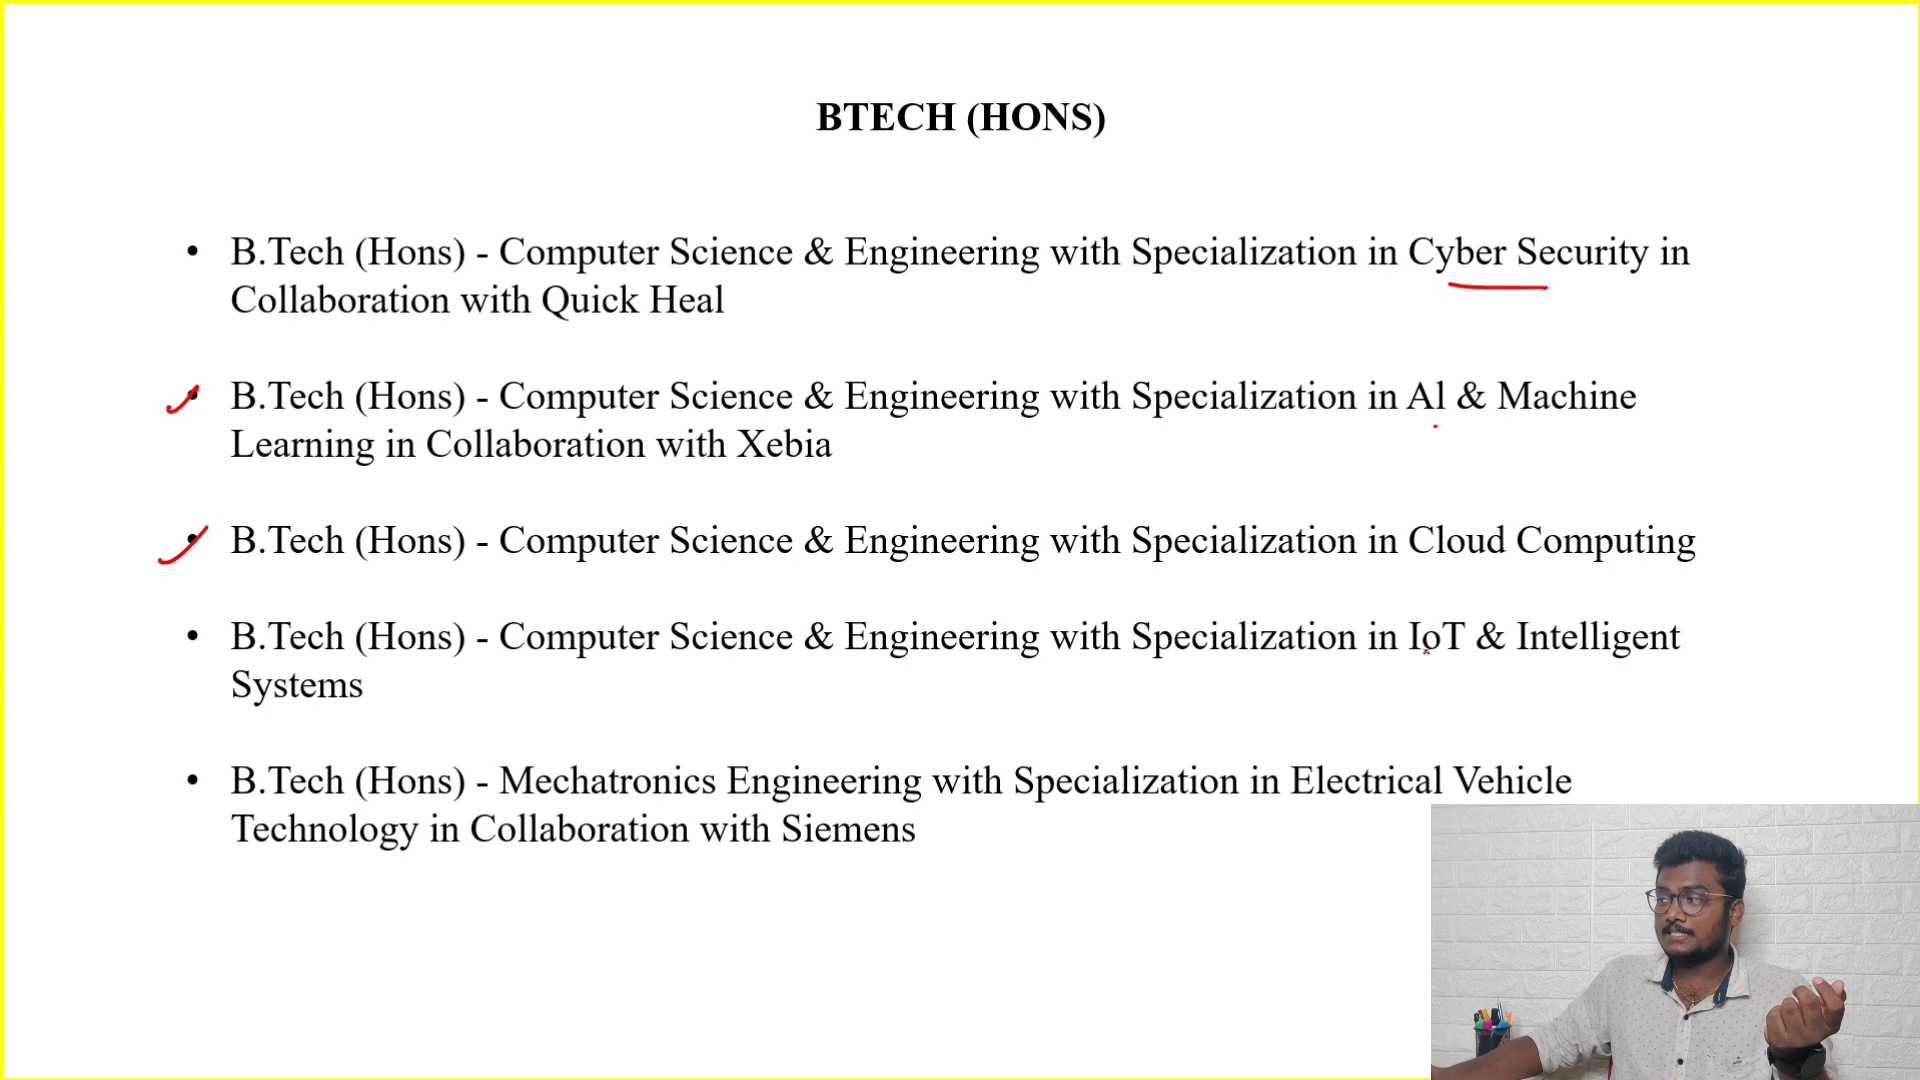 BTECH (HONS)
• B.Tech (Hons) - Computer Science & Engineering with Specialization in Cyber Security in
Collaboration with Quick Heal
• B.Tech (Hons) - Computer Science & Engineering with Specialization in Al & Machine
Learning in Collaboration with Xebia
• B.Tech (Hons) - Computer Science & Engineering with Specialization in Cloud Computing
• B.Tech (Hons) - Computer Science & Engineering with Specialization in IoT & Intelligent
Systems
• B.Tech (Hons) - Mechatronics Engineering with Specialization in Electrical Vehicle
Technology in Collaboration with Siemens